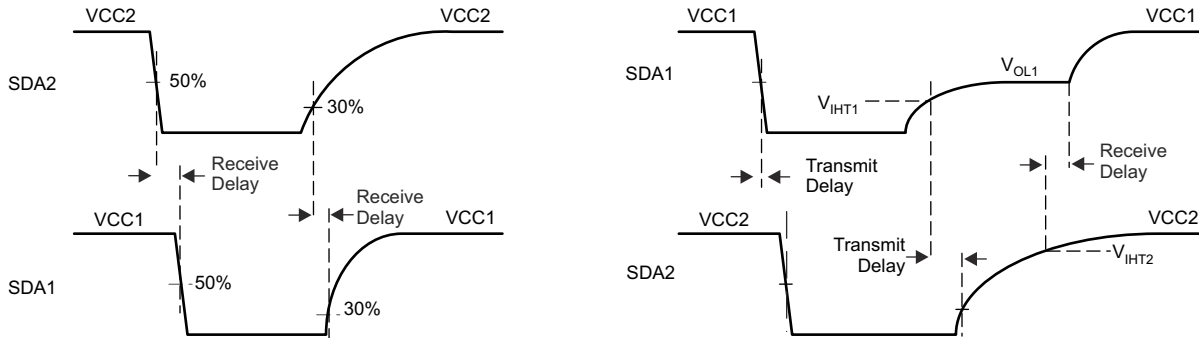 VCC2
VCC2
SDA2
50%
30%
Receive
Delay
Receive
Delay
VCC1
VCC1
SDA1
50%
30%
VCC1
VCC1
SDA1
VOL1
VIHT1
Transmit
Delay
Receive
Delay
VCC2
VCC2
Transmit
Delay
SDA2
VIHT2